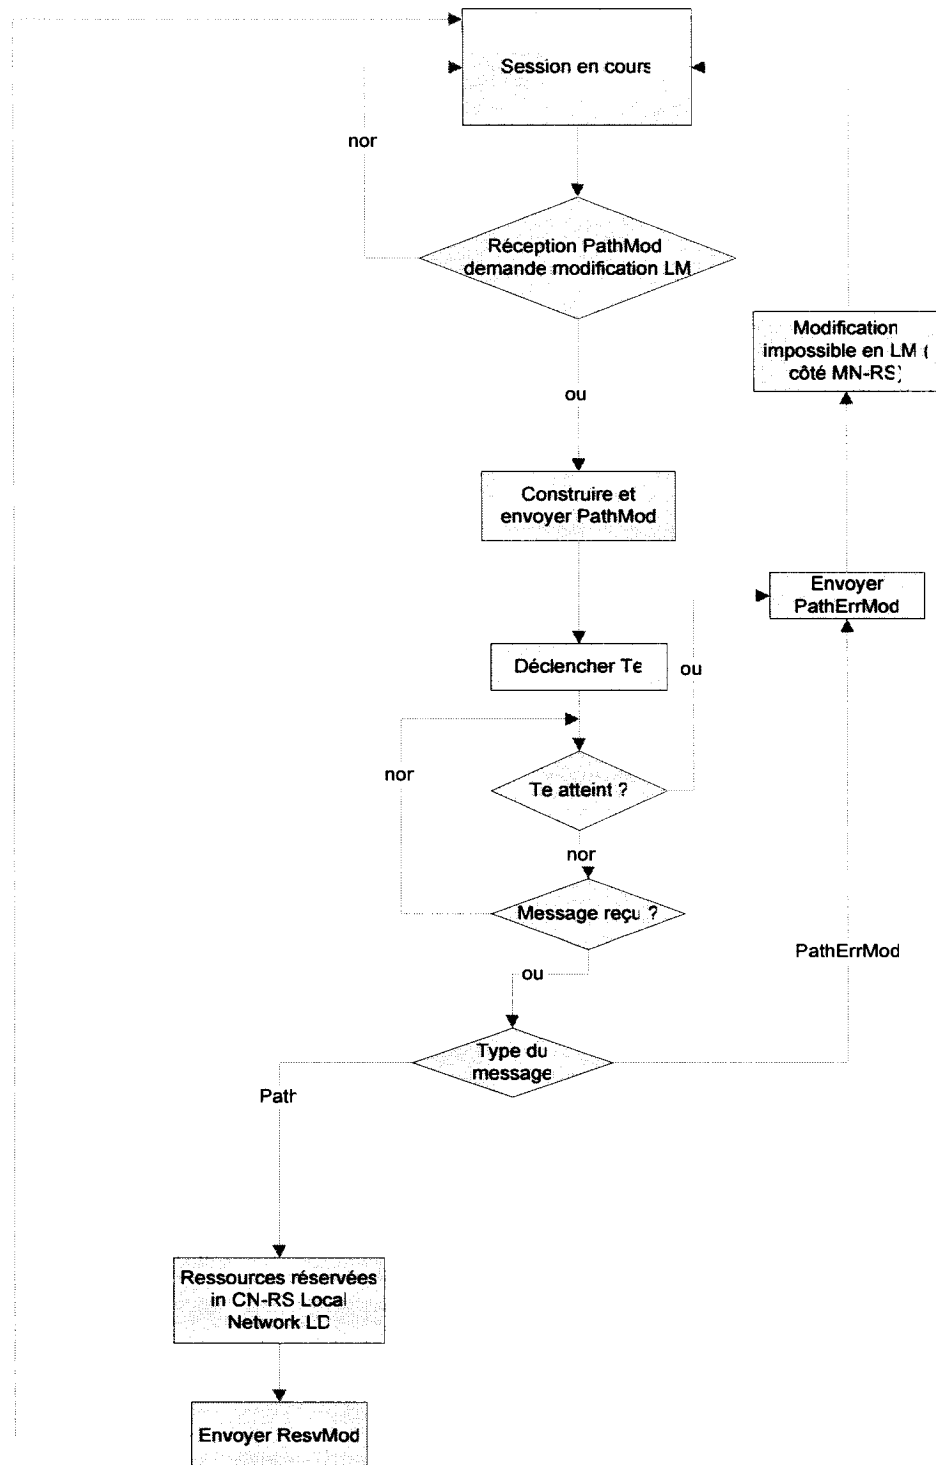 Session en cours
nor
Réception PathMod
demande modification LM
Modification
impossible en LM (
côté MN-RS)
ou
Construire et
envoyer PathMod
Envoyer
PathErrMod
Déclencher Te
ou
nor
Te atteint ?
nor
Message reçu ?
PathErrMod
ou
Type du
message
Path
Ressources réservées
in CN-RS Local
Network LD
Envoyer ResvMod